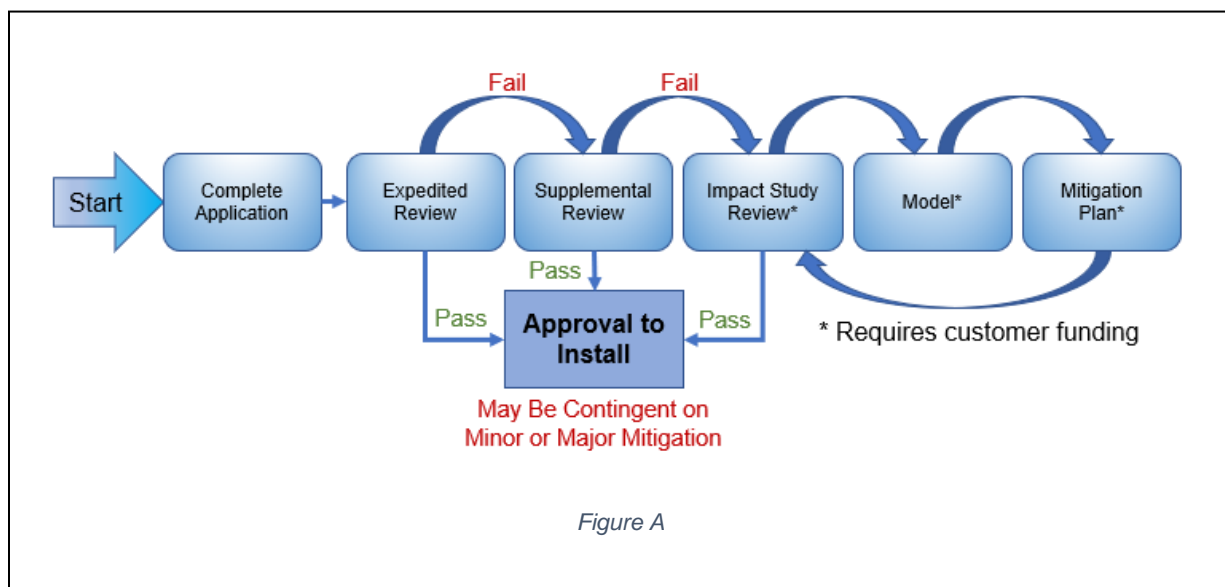 Fail
Fail
Start
Complete
Application
Expedited
Review
Supplemental
Review
Impact Study
Review*
Model*
Mitigation
Plan*
Pass
Pass
Pass
Approval to
Install
* Requires customer funding
May Be Contingent on
Minor or Major Mitigation
Figure A